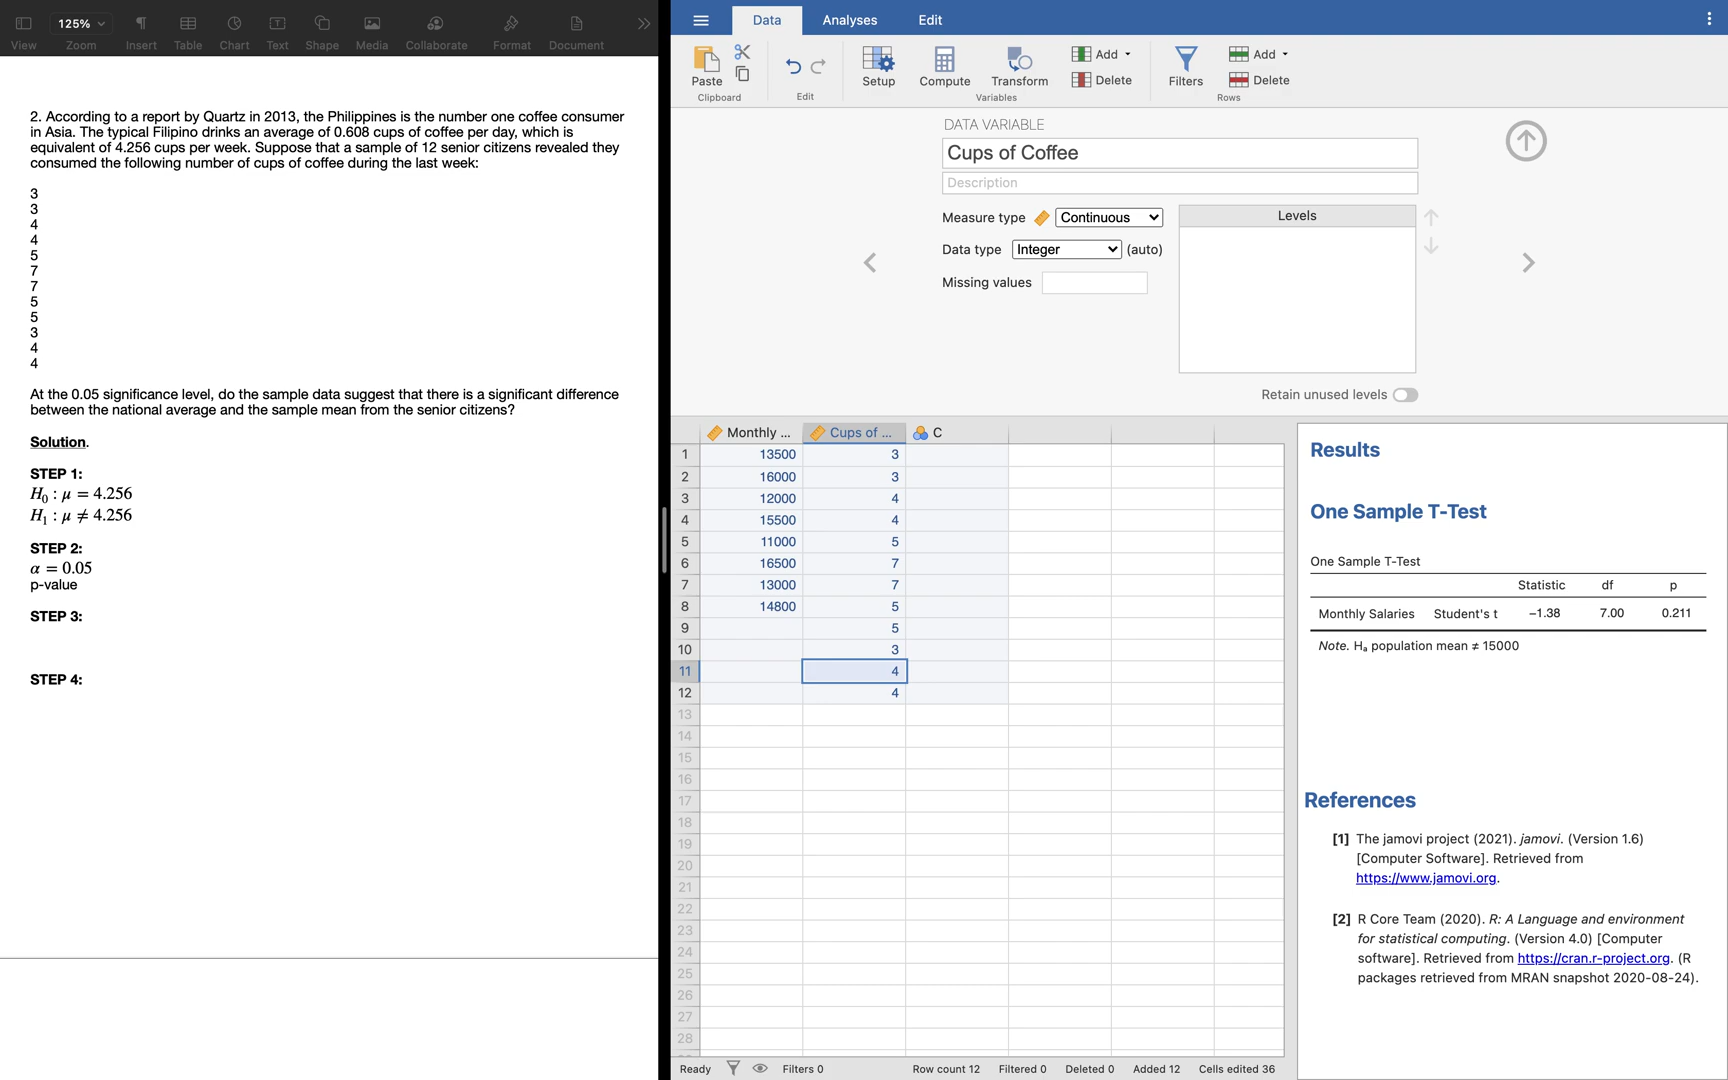 125%
View
Zoom
Insert
Table
Chart
Text
Shape
Media
Collaborate
Format
Document
2. According to a report by Quartz in 2013, the Philippines is the number one coffee consumer
in Asia. The typical Filipino drinks an average of 0.608 cups of coffee per day, which is
equivalent of 4.256 cups per week. Suppose that a sample of 12 senior citizens revealed they
consumed the following number of cups of coffee during the last week:
3
3
4
4
5
7
7
5
5
3
4
4
At the 0.05 significance level, do the sample data suggest that there is a significant difference
between the national average and the sample mean from the senior citizens?
Solution.
STEP 1:
H₀ : μ = 4.256
H₁ : μ ≠ 4.256
STEP 2:
α = 0.05
p-value
STEP 3:
STEP 4:
Data Analyses Edit
Paste
Clipboard
Edit
Setup
Compute
Transform
Add
Delete
Variables
Filters
Add
Delete
Rows
DATA VARIABLE
Cups of Coffee
Description
Measure type Continuous
Data type Integer (auto)
Missing values
Levels
Retain unused levels
Monthly ... Cups of ... C
1 13500 3
2 16000 3
3 12000 4
4 15500 4
5 11000 5
6 16500 7
7 13000 7
8 14800 5
9 5
10 3
11 4
12 4
13
14
15
16
17
18
19
20
21
22
23
24
25
26
27
28
Ready Filters 0 Row count 12 Filtered 0 Deleted 0 Added 12 Cells edited 36
Results
One Sample T-Test
One Sample T-Test
Statistic df p
Monthly Salaries Student's t −1.38 7.00 0.211
Note. Hₐ population mean ≠ 15000
References
[1] The jamovi project (2021). jamovi. (Version 1.6)
[Computer Software]. Retrieved from
https://www.jamovi.org.
[2] R Core Team (2020). R: A Language and environment
for statistical computing. (Version 4.0) [Computer
software]. Retrieved from https://cran.r-project.org. (R
packages retrieved from MRAN snapshot 2020-08-24).